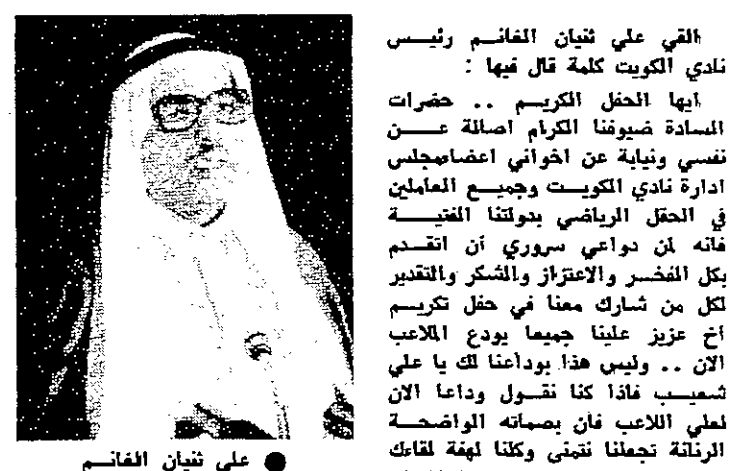 القي علي ثنيان الغانم رئيس
نادي الكويت كلمة قال فيها :
ايها الحفل الكريم .. حضرات
السادة ضيوفنا الكرام اصالة عن
نفسي ونيابة عن اخواني اعضاءمجلس
ادارة نادي الكويت وجميع العاملين
في الحقل الرياضي بدولتنا الفتية
فانه لمن دواعي سروري أن اتقدم
بكل الفخر والاعتزاز والشكر والتقدير
لكل من شارك معنا في حفل تكريم
أخ عزيز علينا جميعا يودع الملاعب
الان .. وليس هذا بوداعنا لك يا علي
شعيب فاذا كنا نقول وداعا الان
لعلي اللاعب فان بصماته الواضحة
الرنانة تجعلنا نتمنى وكلنا لهفة لقاءك
● علي ثنيان الغانم